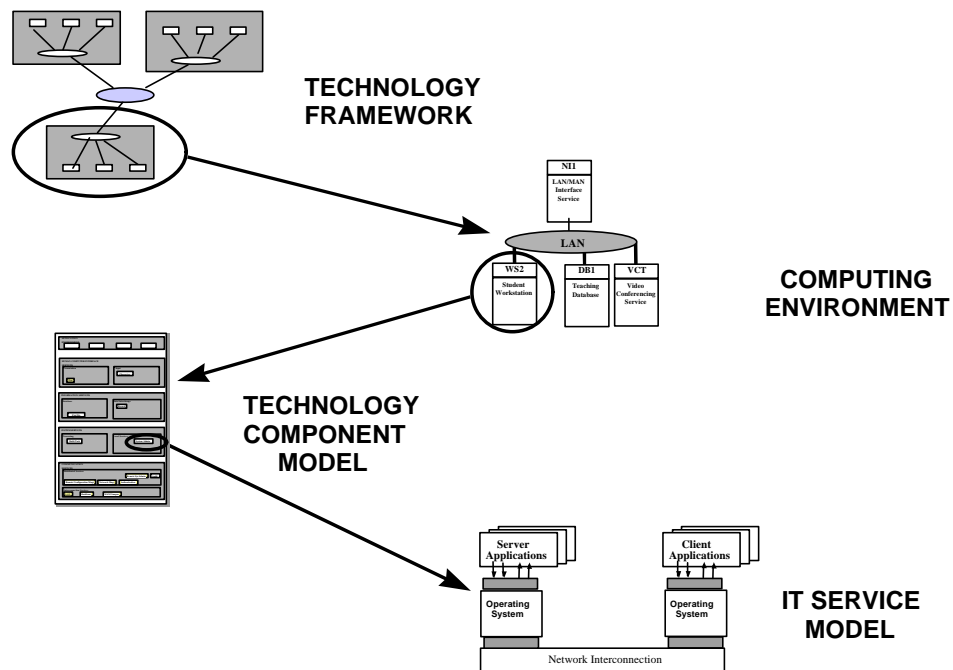 TECHNOLOGY
FRAMEWORK
NI1
LAN/MAN
Interface
Service
LAN
WS2
Student
Workstation
DB1
Teaching
Database
VCT
Video
Conferencing
Service
COMPUTING
ENVIRONMENT
TECHNOLOGY
COMPONENT
MODEL
Server
Applications
Client
Applications
Operating
System
Operating
System
IT SERVICE
MODEL
Network Interconnection